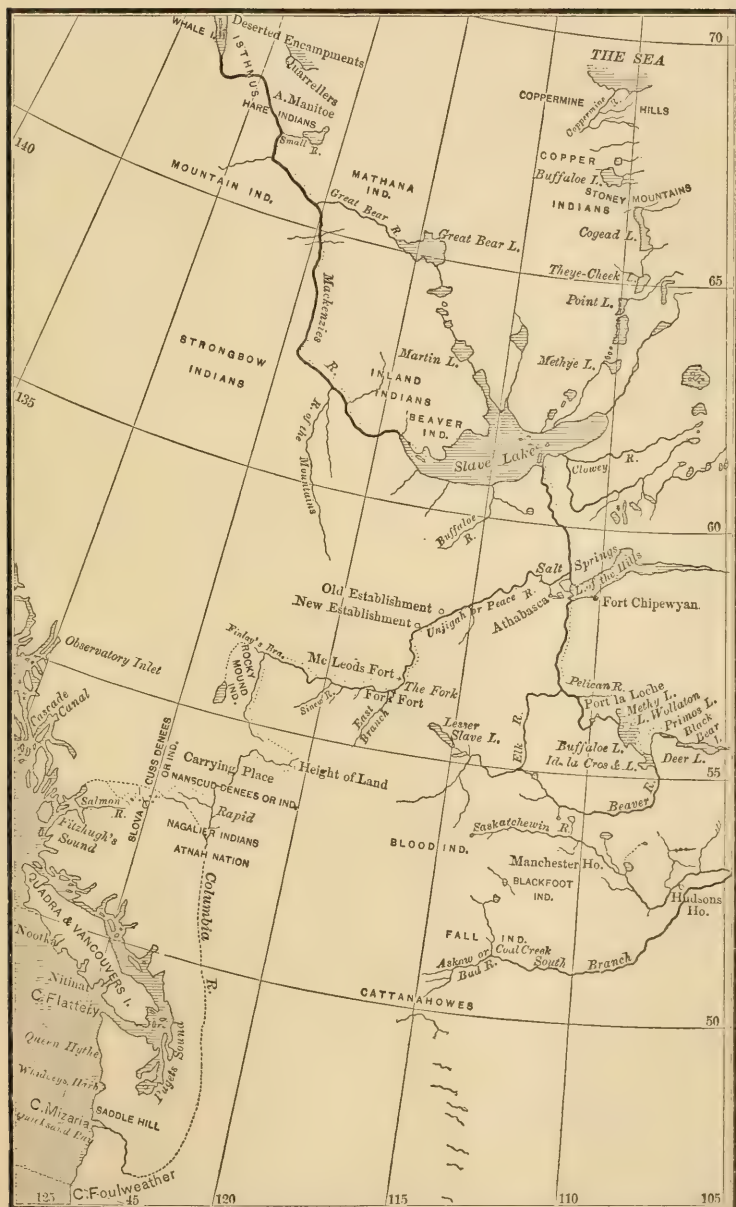 70
WHALE I.
Deserted Encampments
ISTHMUS
Quarrellers
A. Manitoe
HARE INDIANS
Small R.
THE SEA
COPPERMINE
HILLS
Coppermine R.
140
MOUNTAIN IND.
MATHANA
IND.
COPPER
Buffaloe L.
STONEY MOUNTAINS
INDIANS
Cogead L.
Great Bear R.
Great Bear L.
Theye-Cheek L.
65
Point L.
Mackenzies
R.
STRONGBOW
INDIANS
Martin L.
Methye L.
INLAND
INDIANS
BEAVER
IND.
135
R. of the
Mountains
Slave Lake
Clowey R.
Buffaloe
R.
60
Salt Springs
L. of the Hills
Old Establishment
New Establishment
Unjigah or Peace R.
Athabasca
Fort Chipewyan
Observatory Inlet
Finlay's Bra.
ROCKY
MOUND
IND.
Mc Leods Fort
The Fork
Sinew R.
Fork Fort
East
Branch
Pelican R.
Port la Loche
Methy L.
L. Wollaton
Primos L.
Black
Bear I.
Cascade
Canal
Lesser
Slave L.
Elk R.
Buffaloe L.
Id. la Cros & L.
Deer L.
55
CUSS DENEES
OR IND.
Carrying Place
Height of Land
NANSCUD DENEES OR IND.
Beaver R.
Salmon
R.
Rapid
Fitzhugh's
Sound
SLOVA
NAGALIER INDIANS
ATNAH NATION
BLOOD IND.
Saskatchewin R.
Manchester Ho.
BLACKFOOT
IND.
Hudsons
Ho.
Columbia
R.
QUADRA & VANCOUVERS I.
Nootka
FALL IND.
Askow or Coal Creek
Bad R.
South Branch
Nitinat
C. Flattery
CATTANAHOWES
50
Queen Hythe
Pugets
Sound
C. Mizaria
SADDLE HILL
Quicksand Bay
C. Foulweather
125
45
120
115
110
105